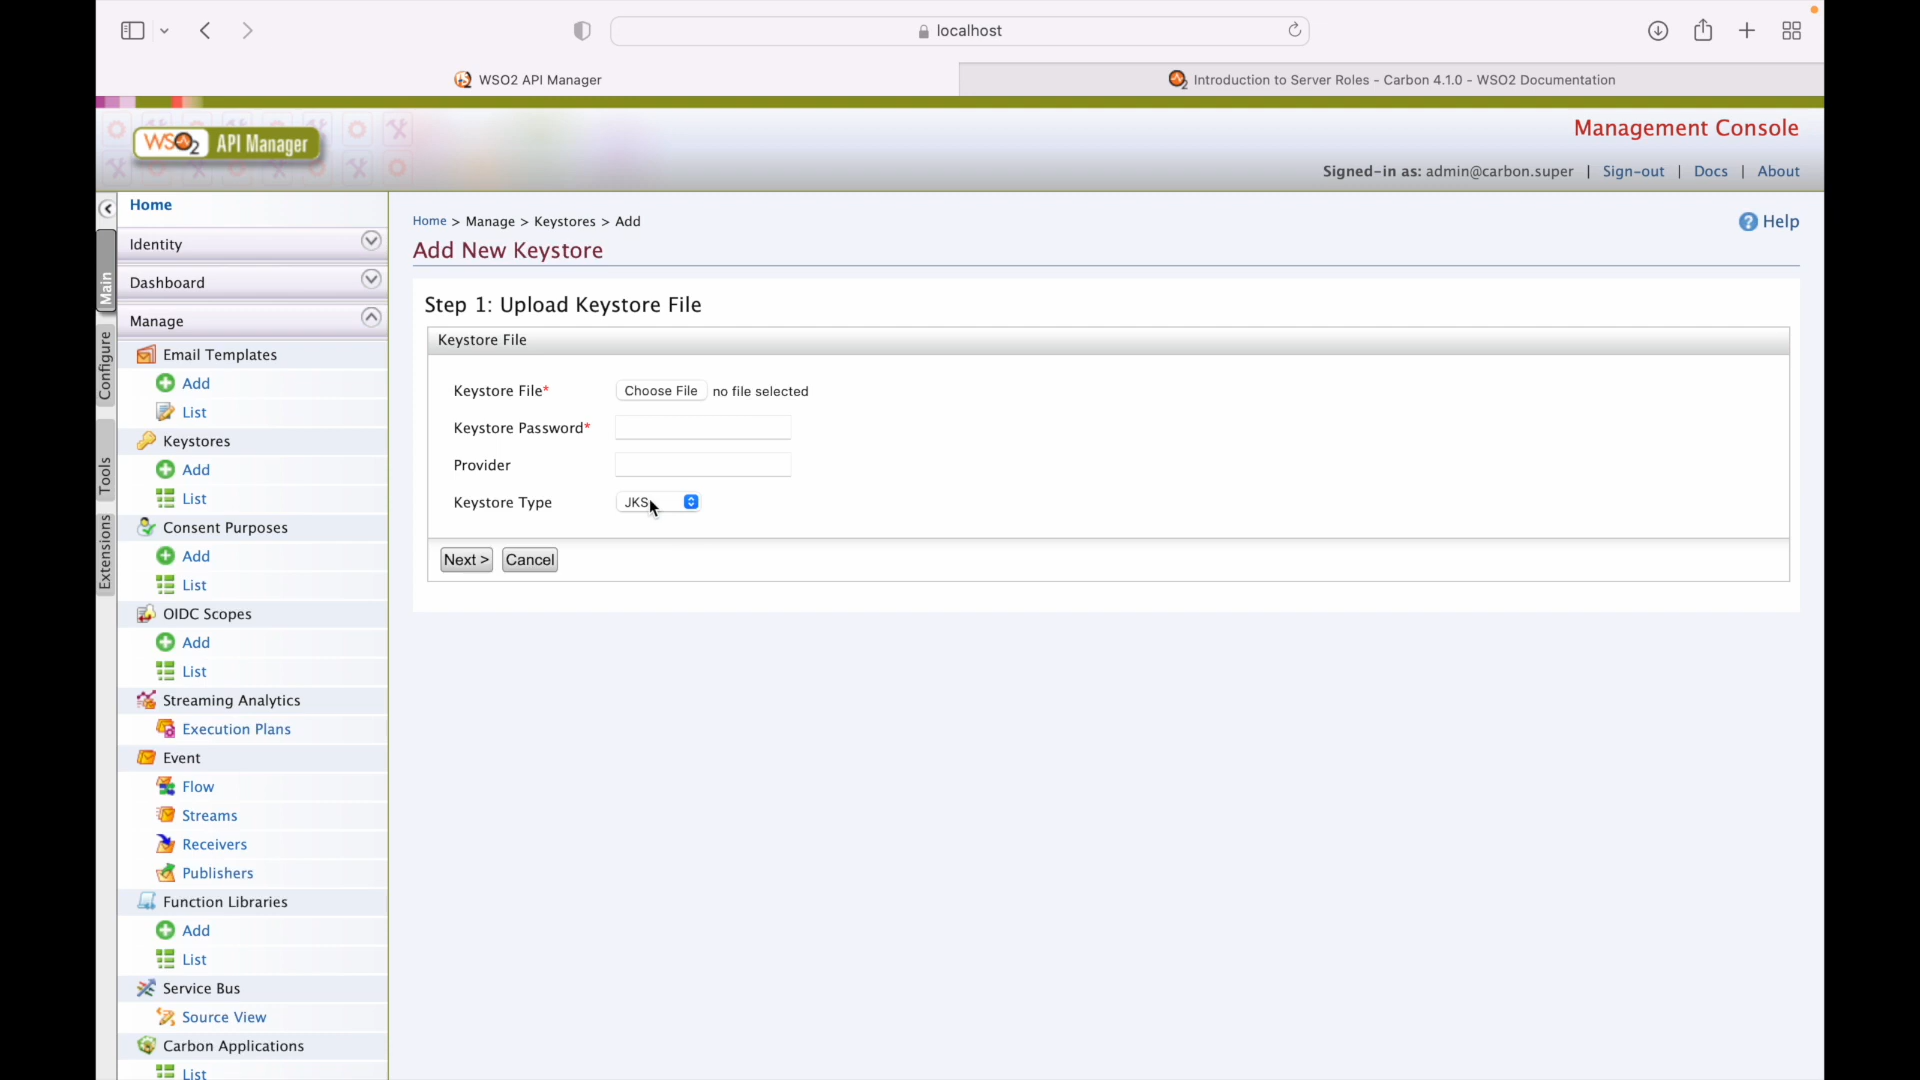 localhost
WSO2 API Manager
Introduction to Server Roles - Carbon 4.1.0 - WSO2 Documentation
WSO2 API Manager
Management Console
Signed-in as: admin@carbon.super | Sign-out | Docs | About
Main
Configure
Tools
Extensions
Home
Identity
Dashboard
Manage
Email Templates
Add
List
Keystores
Add
List
Consent Purposes
Add
List
OIDC Scopes
Add
List
Streaming Analytics
Execution Plans
Event
Flow
Streams
Receivers
Publishers
Function Libraries
Add
List
Service Bus
Source View
Carbon Applications
List
Home > Manage > Keystores > Add
Help
Add New Keystore
Step 1: Upload Keystore File
Keystore File
Keystore File* Choose File no file selected
Keystore Password*
Provider
Keystore Type JKS
Next > Cancel